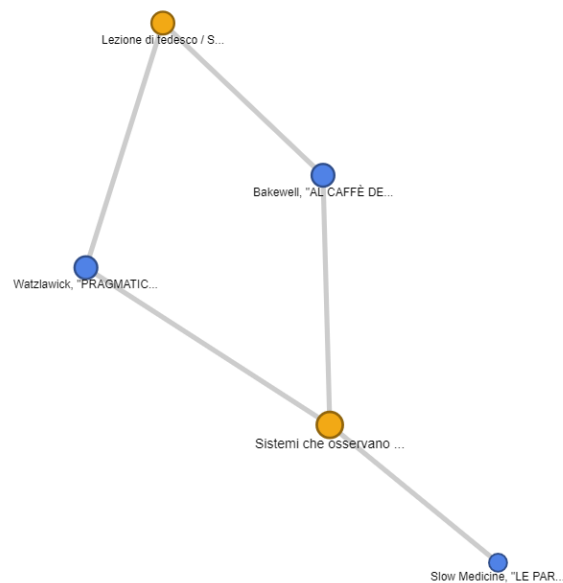 Lezione di tedesco / S...
Bakewell, "AL CAFFÈ DE...
Watzlawick, "PRAGMATIC...
Sistemi che osservano ...
Slow Medicine, "LE PAR...